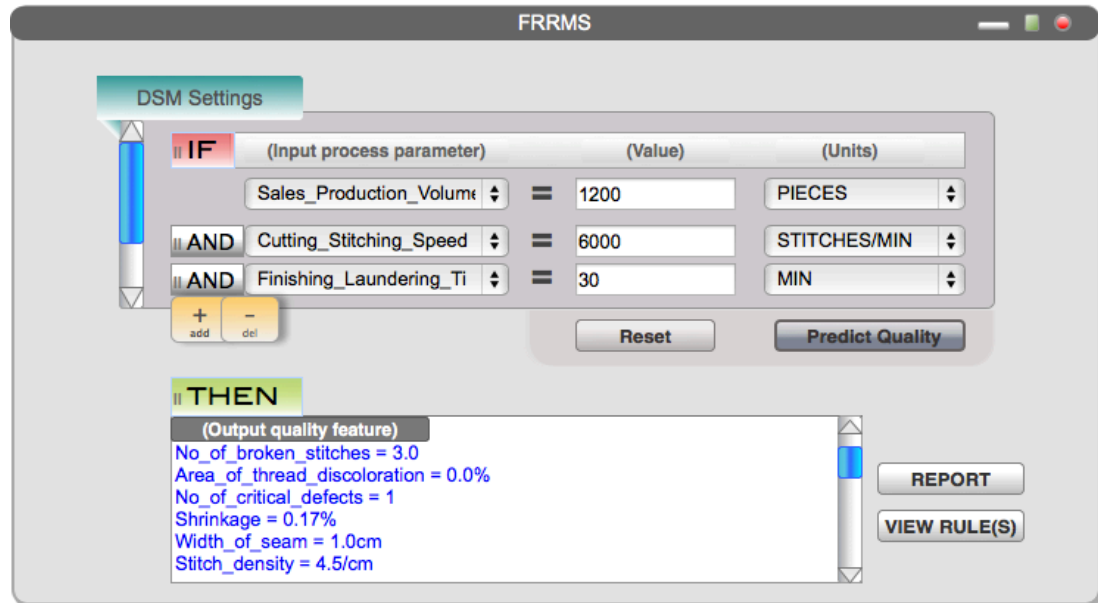 FRRMS
DSM Settings
IF (Input process parameter) (Value) (Units)
Sales_Production_Volume = 1200 PIECES
AND Cutting_Stitching_Speed = 6000 STITCHES/MIN
AND Finishing_Laundering_Ti = 30 MIN
+ -
add del
Reset Predict Quality
THEN
(Output quality feature)
No_of_broken_stitches = 3.0
Area_of_thread_discoloration = 0.0%
No_of_critical_defects = 1
Shrinkage = 0.17%
Width_of_seam = 1.0cm
Stitch_density = 4.5/cm
REPORT
VIEW RULE(S)